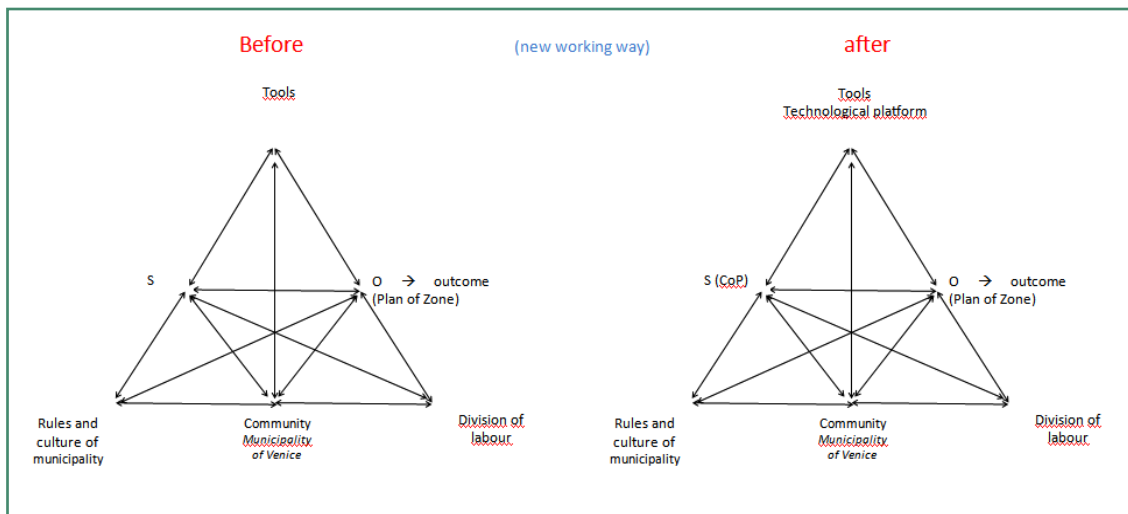 Before
(new working way)
after
Tools
Tools
Technological platform
S
O → outcome
(Plan of Zone)
S (CoP)
O → outcome
(Plan of Zone)
Rules and
culture of
municipality
Community
Municipality
of Venice
Division of
labour
Rules and
culture of
municipality
Community
Municipality
of Venice
Division of
labour